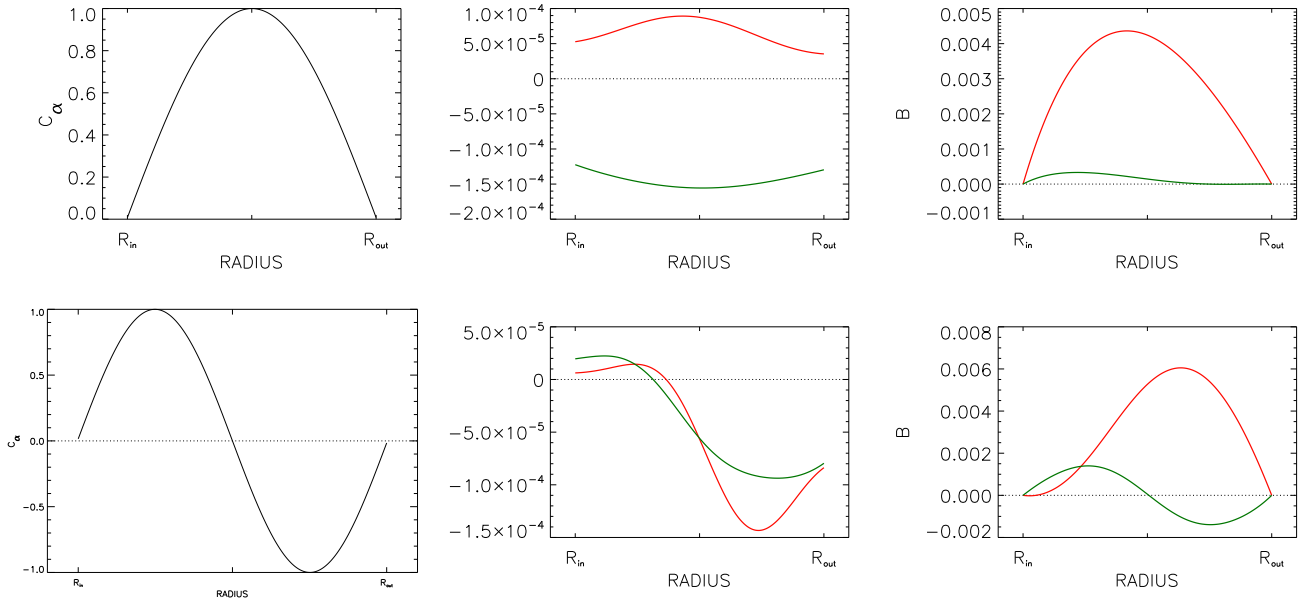 1.0
0.8
0.6
0.4
0.2
0.0
C α
R in
R out
RADIUS
1.0×10⁻⁴
5.0×10⁻⁵
0
−5.0×10⁻⁵
−1.0×10⁻⁴
−1.5×10⁻⁴
−2.0×10⁻⁴
R in
R out
RADIUS
0.005
0.004
0.003
0.002
0.001
0.000
−0.001
B
R in
R out
RADIUS
1.0
0.5
0.0
−0.5
−1.0
C α
R in
R out
RADIUS
5.0×10⁻⁵
0
−5.0×10⁻⁵
−1.0×10⁻⁴
−1.5×10⁻⁴
R in
R out
RADIUS
0.008
0.006
0.004
0.002
0.000
−0.002
B
R in
R out
RADIUS